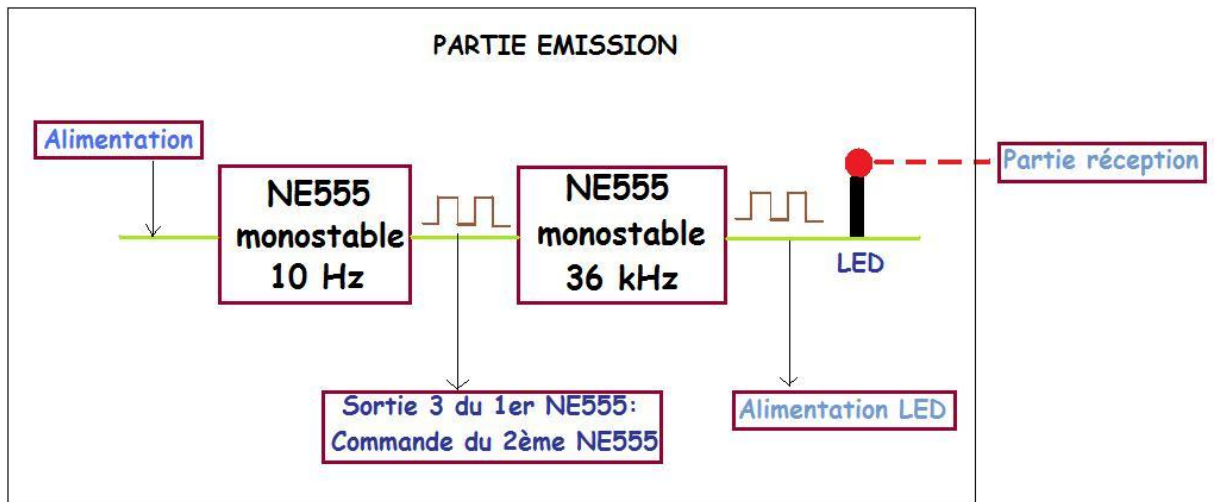 PARTIE EMISSION
Alimentation
NE555
monostable
10 Hz
NE555
monostable
36 kHz
LED
Partie réception
Sortie 3 du 1er NE555:
Commande du 2ème NE555
Alimentation LED